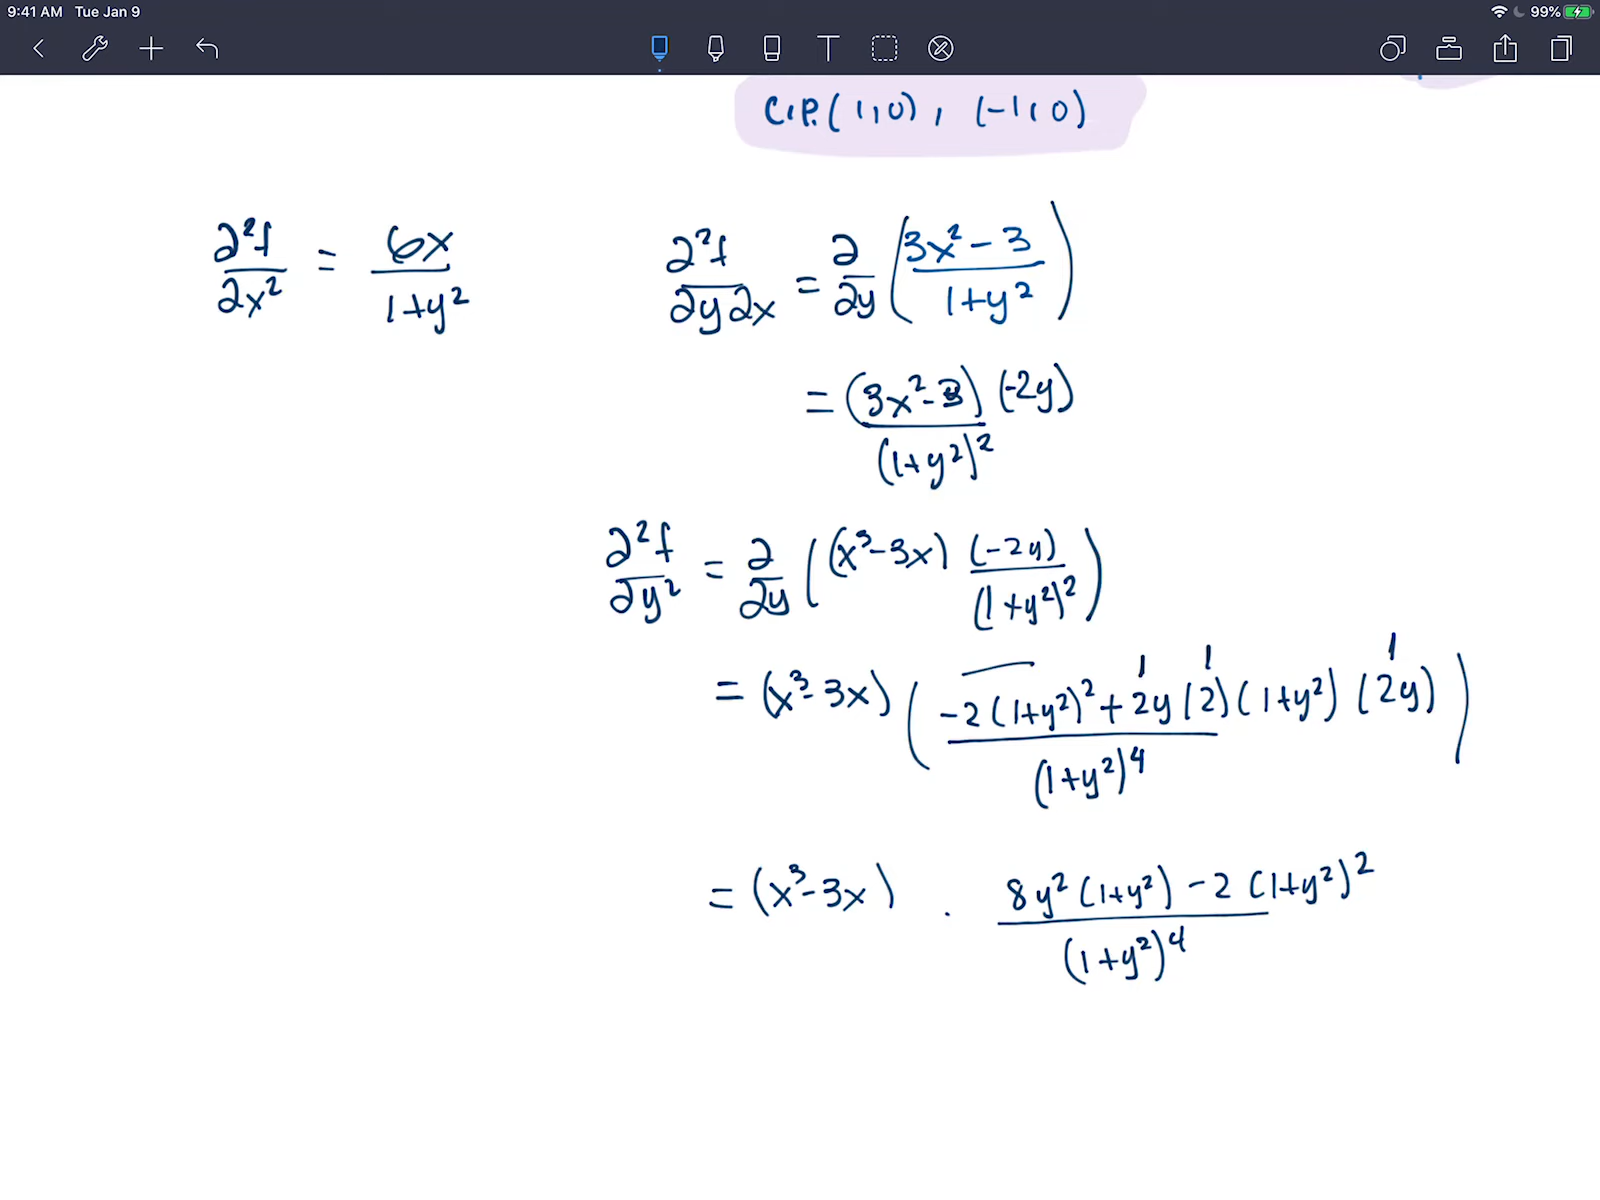 9:41 AM Tue Jan 9 99%
T
C.P. (1,0), (-1,0)
∂²f/∂x² = 6x/(1+y²)
∂²f/∂y∂x = ∂/∂y ((3x²-3)/(1+y²))
= (3x²-3)(-2y)/(1+y²)²
∂²f/∂y² = ∂/∂y ((x³-3x) (-2y)/(1+y²)²)
= (x³-3x) ((-2(1+y²)²+2y(2)(1+y²)(2y))/(1+y²)⁴)
= (x³-3x) · (8y²(1+y²)-2(1+y²)²)/(1+y²)⁴